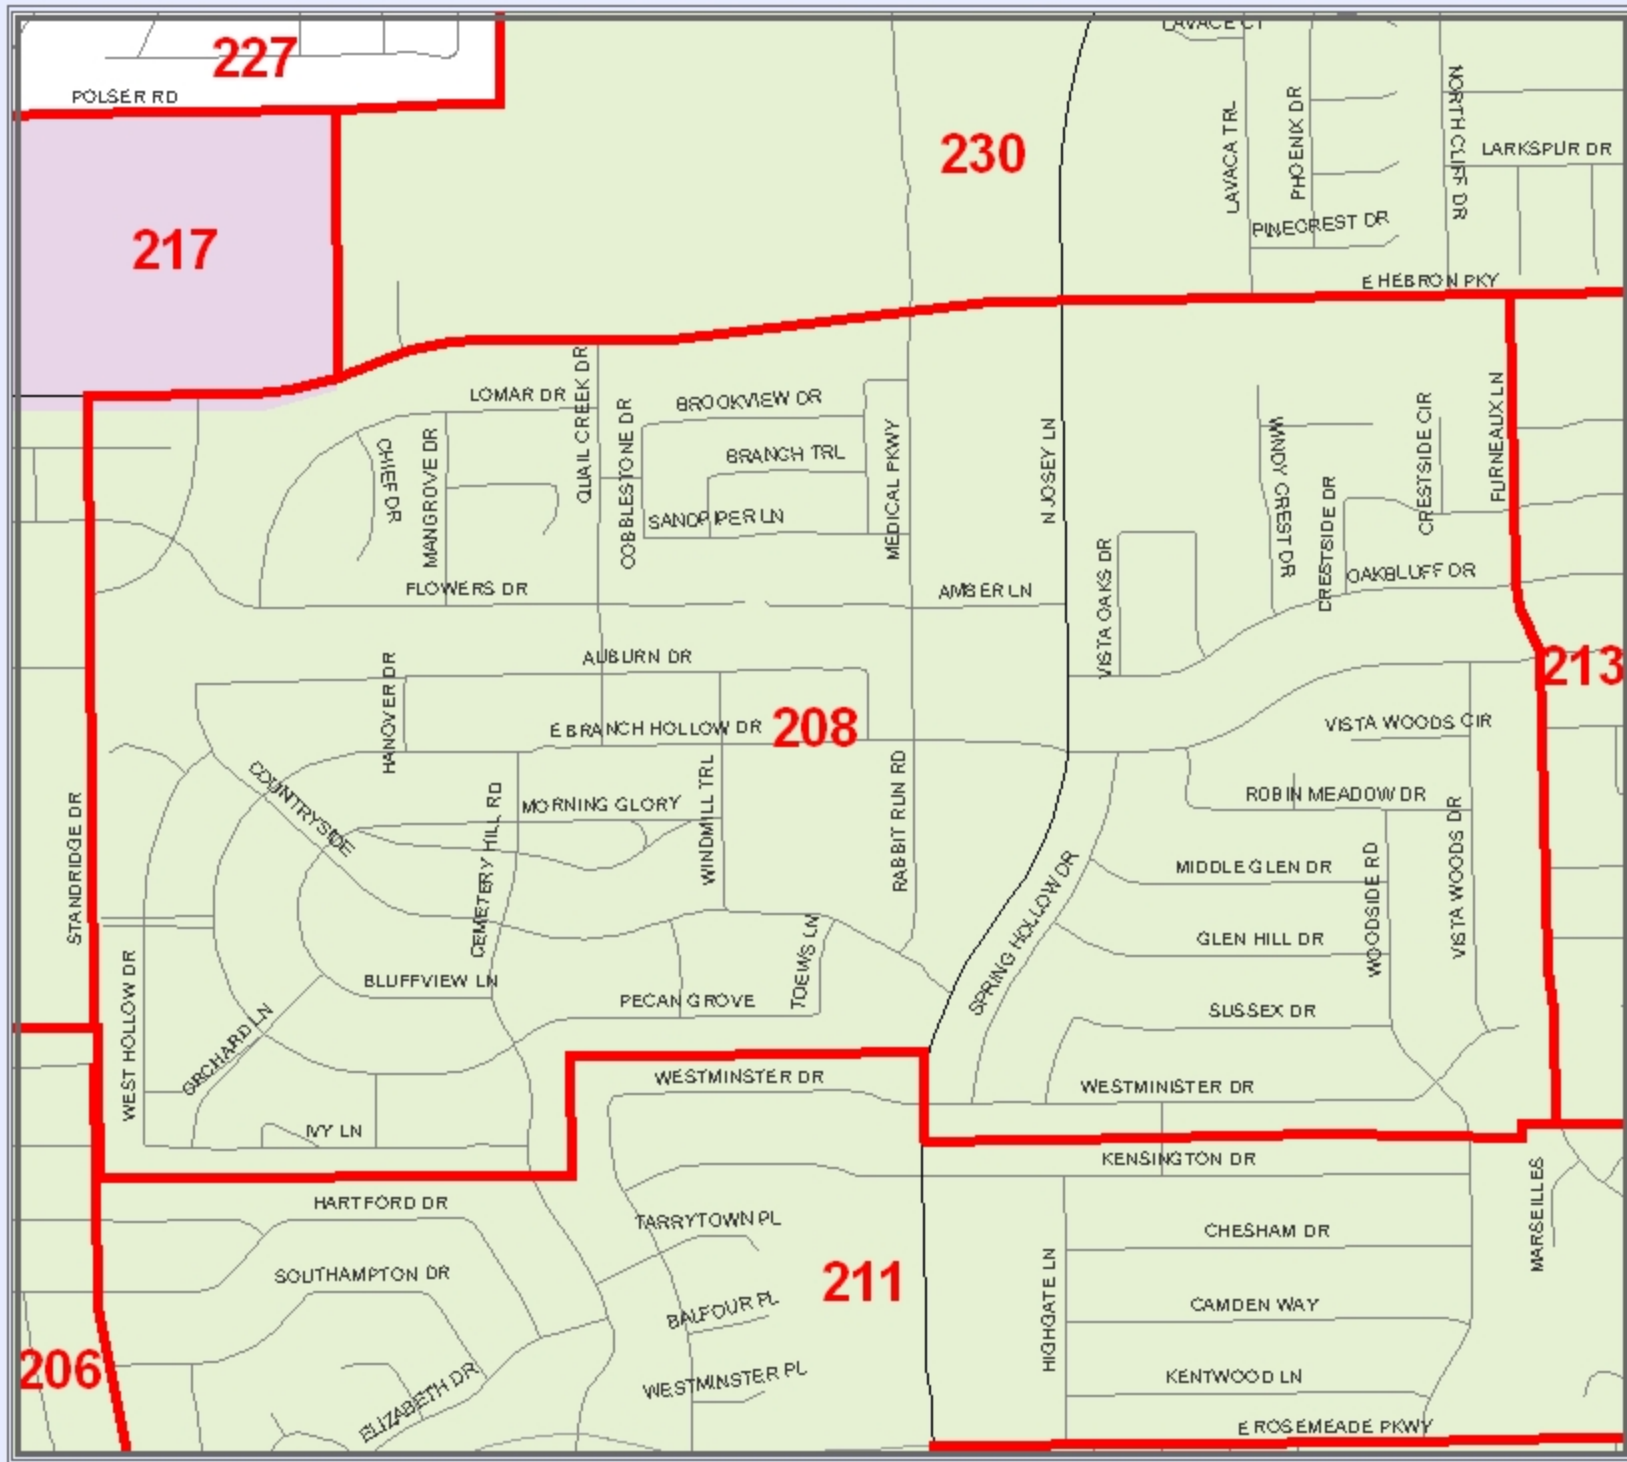 LAVACE CT
227
POLSER RD
230
LAVACA TRL
PHOENIX DR
NORTH CLIFF DR
LARKSPUR DR
217
PINECREST DR
E HEBRON PKY
LOMAR DR
QUAIL CREEK DR
COBBLESTONE DR
BROOKVIEW DR
BRANCH TRL
SANDPIPER LN
MEDICAL PKWY
N JOSEY LN
CHIEF DR
MANGROVE DR
WINDY CREST DR
CRESTSIDE DR
CRESTSIDE CIR
FURNEAUX LN
FLOWERS DR
AMBER LN
VISTA OAKS DR
OAKBLUFF DR
HANOVER DR
AUBURN DR
213
E BRANCH HOLLOW DR
208
VISTA WOODS CIR
STANDRIDGE DR
COUNTRYSIDE
CEMETERY HILL RD
MORNING GLORY
WINDMILL TRL
RABBIT RUN RD
ROBIN MEADOW DR
SPRING HOLLOW DR
MIDDLE GLEN DR
WOODSIDE RD
VISTA WOODS DR
GLEN HILL DR
WEST HOLLOW DR
BLUFFVIEW LN
PECAN GROVE
TOEWS LN
SUSSEX DR
ORCHARD LN
WESTMINSTER DR
WESTMINISTER DR
IVY LN
KENSINGTON DR
HARTFORD DR
TARRYTOWN PL
CHESHAM DR
MARSEILLES
SOUTHAMPTON DR
211
HIGHGATE LN
BALFOUR PL
CAMDEN WAY
206
ELIZABETH DR
WESTMINSTER PL
KENTWOOD LN
E ROSEMEADE PKWY